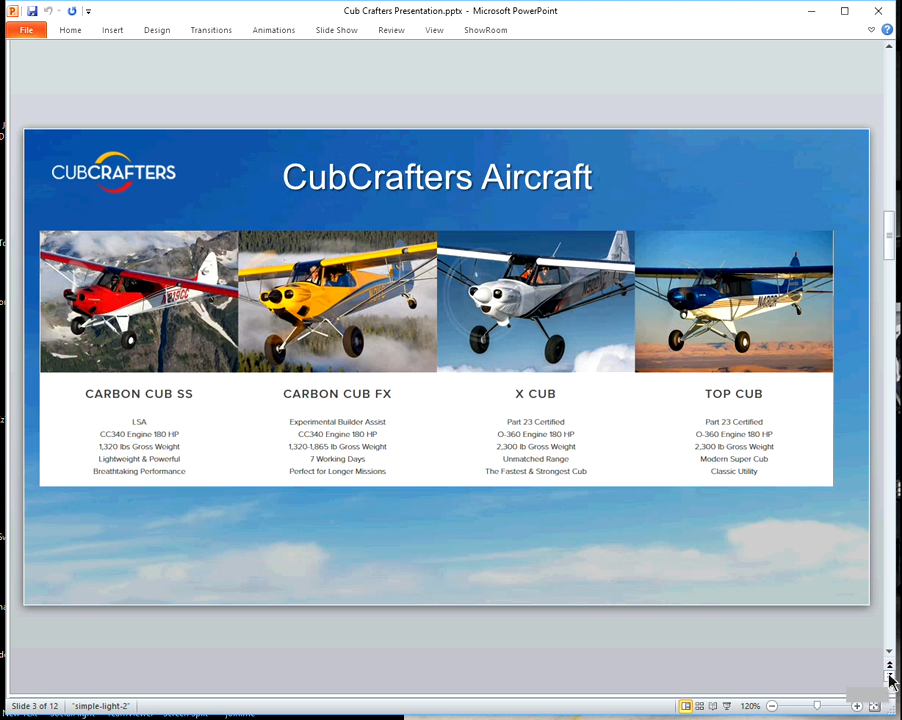 Cub Crafters Presentation.pptx - Microsoft PowerPoint
File Home Insert Design Transitions Animations Slide Show Review View ShowRoom
CUBCRAFTERS
CubCrafters Aircraft
CARBON CUB SS
LSA
CC340 Engine 180 HP
1,320 lbs Gross Weight
Lightweight & Powerful
Breathtaking Performance
CARBON CUB FX
Experimental Builder Assist
CC340 Engine 180 HP
1,320-1,865 lb Gross Weight
7 Working Days
Perfect for Longer Missions
X CUB
Part 23 Certified
O-360 Engine 180 HP
2,300 lb Gross Weight
Unmatched Range
The Fastest & Strongest Cub
TOP CUB
Part 23 Certified
O-360 Engine 180 HP
2,300 lb Gross Weight
Modern Super Cub
Classic Utility
Slide 3 of 12 "simple-light-2" 120%